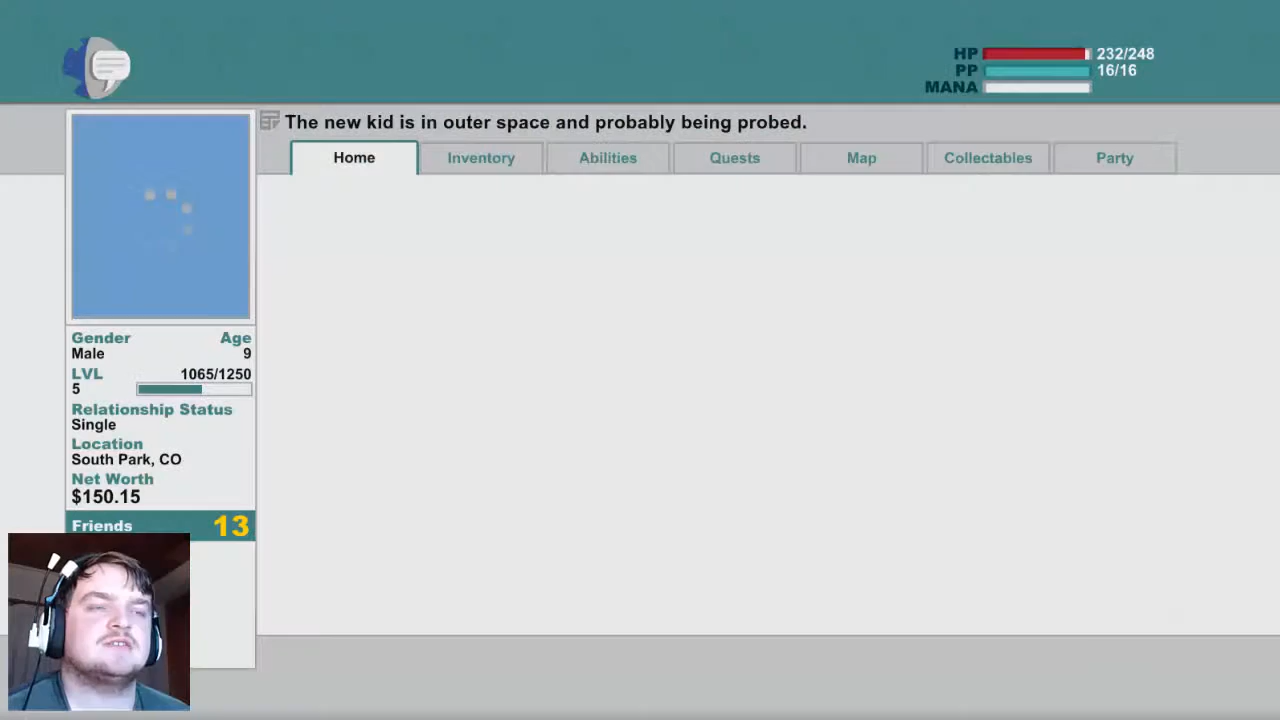 HP 232/248
PP 16/16
MANA
The new kid is in outer space and probably being probed.
Home Inventory Abilities Quests Map Collectables Party
Gender Age
Male 9
LVL 1065/1250
5
Relationship Status
Single
Location
South Park, CO
Net Worth
$150.15
Friends 13